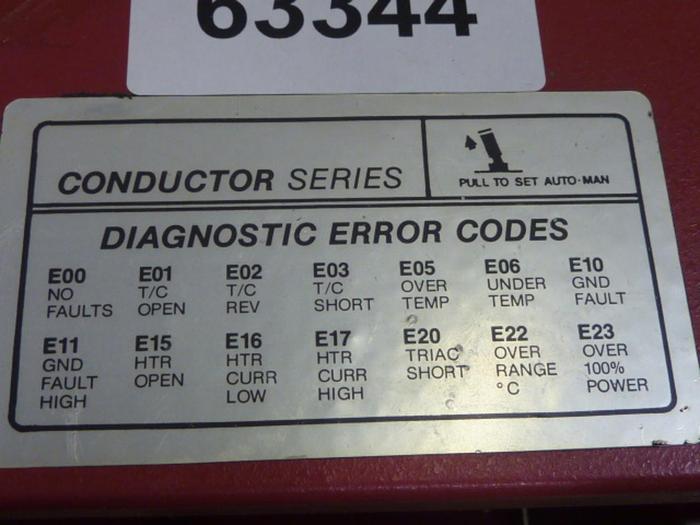 63344
CONDUCTOR SERIES
PULL TO SET AUTO-MAN
DIAGNOSTIC ERROR CODES
E00 E01 E02 E03 E05 E06 E10
NO T/C T/C T/C OVER UNDER GND
FAULTS OPEN REV SHORT TEMP TEMP FAULT
E11 E15 E16 E17 E20 E22 E23
GND HTR HTR HTR TRIAC OVER OVER
FAULT OPEN CURR CURR SHORT RANGE 100%
HIGH LOW HIGH °C POWER